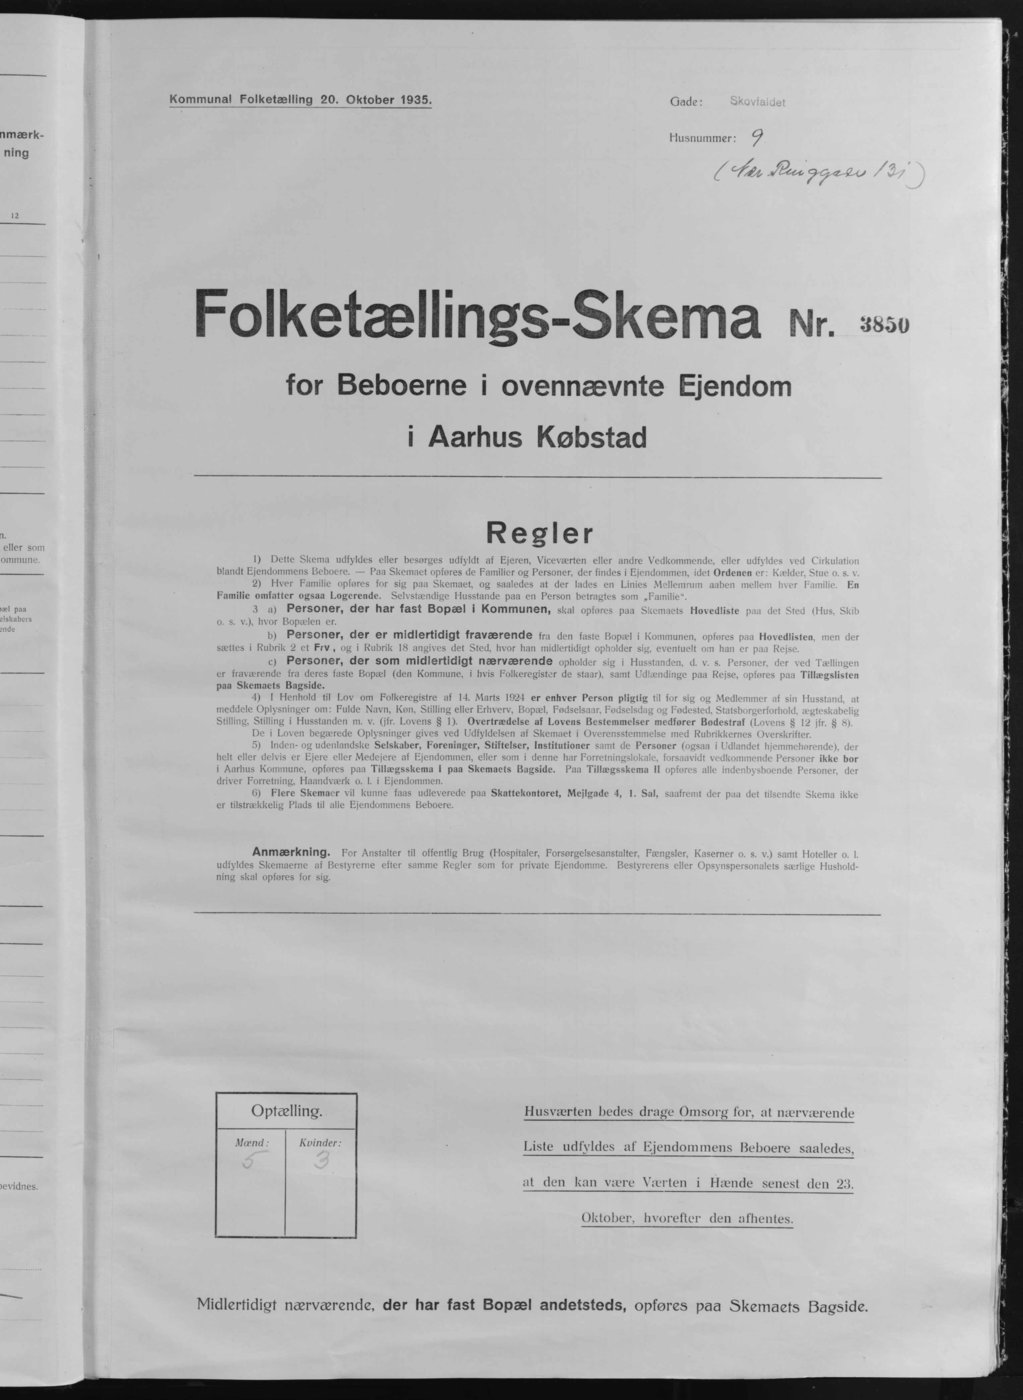 nmærk-
ning
12
n.
eller som
ommune.
pæl paa
elskabers
ende
bevidnes.
Kommunal Folketælling 20. Oktober 1935.
Gade: Skovfaldet
Husnummer: 9
Folketællings-Skema Nr. 3850
for Beboerne i ovennævnte Ejendom
i Aarhus Købstad
Regler
1) Dette Skema udfyldes eller besørges udfyldt af Ejeren, Viceværten eller andre Vedkommende, eller udfyldes ved Cirkulation
blandt Ejendommens Beboere. — Paa Skemaet opføres de Familier og Personer, der findes i Ejendommen, idet Ordenen er: Kælder, Stue o. s. v.
2) Hver Familie opføres for sig paa Skemaet, og saaledes at der lades en Linies Mellemrum aaben mellem hver Familie. En
Familie omfatter ogsaa Logerende. Selvstændige Husstande paa en Person betragtes som „Familie“.
3 a) Personer, der har fast Bopæl i Kommunen, skal opføres paa Skemaets Hovedliste paa det Sted (Hus, Skib
o. s. v.), hvor Bopælen er.
b) Personer, der er midlertidigt fraværende fra den faste Bopæl i Kommunen, opføres paa Hovedlisten, men der
sættes i Rubrik 2 et Frv., og i Rubrik 18 angives det Sted, hvor han midlertidigt opholder sig, eventuelt om han er paa Rejse.
c) Personer, der som midlertidigt nærværende opholder sig i Husstanden, d. v. s. Personer, der ved Tællingen
er fraværende fra deres faste Bopæl (den Kommune, i hvis Folkeregister de staar), samt Udlændinge paa Rejse, opføres paa Tillægslisten
paa Skemaets Bagside.
4) I Henhold til Lov om Folkeregistre af 14. Marts 1924 er enhver Person pligtig til for sig og Medlemmer af sin Husstand, at
meddele Oplysninger om: Fulde Navn, Køn, Stilling eller Erhverv, Bopæl, Fødselsaar, Fødselsdag og Fødested, Statsborgerforhold, ægteskabelig
Stilling, Stilling i Husstanden m. v. (jfr. Lovens § 1). Overtrædelse af Lovens Bestemmelser medfører Bødestraf (Lovens § 12 jfr. § 8).
De i Loven begærede Oplysninger gives ved Udfyldelsen af Skemaet i Overensstemmelse med Rubrikkernes Overskrifter.
5) Inden- og udenlandske Selskaber, Foreninger, Stiftelser, Institutioner samt de Personer (ogsaa i Udlandet hjemmehørende), der
helt eller delvis er Ejere eller Medejere af Ejendommen, eller som i denne har Forretningslokale, forsaavidt vedkommende Personer ikke bor
i Aarhus Kommune, opføres paa Tillægsskema I paa Skemaets Bagside. Paa Tillægsskema II opføres alle indenbysboende Personer, der
driver Forretning, Haandværk o. l. i Ejendommen.
6) Flere Skemaer vil kunne faas udleverede paa Skattekontoret, Mejlgade 4, 1. Sal, saafremt der paa det tilsendte Skema ikke
er tilstrækkelig Plads til alle Ejendommens Beboere.
Anmærkning. For Anstalter til offentlig Brug (Hospitaler, Forsørgelsesanstalter, Fængsler, Kaserner o. s. v.) samt Hoteller o. l.
udfyldes Skemaerne af Bestyrerne efter samme Regler som for private Ejendomme. Bestyrerens eller Opsynspersonalets særlige Hushold-
ning skal opføres for sig.
Optælling.
Mænd: Kvinder:
5 3
Husværten bedes drage Omsorg for, at nærværende
Liste udfyldes af Ejendommens Beboere saaledes,
at den kan være Værten i Hænde senest den 23.
Oktober, hvorefter den afhentes.
Midlertidigt nærværende, der har fast Bopæl andetsteds, opføres paa Skemaets Bagside.